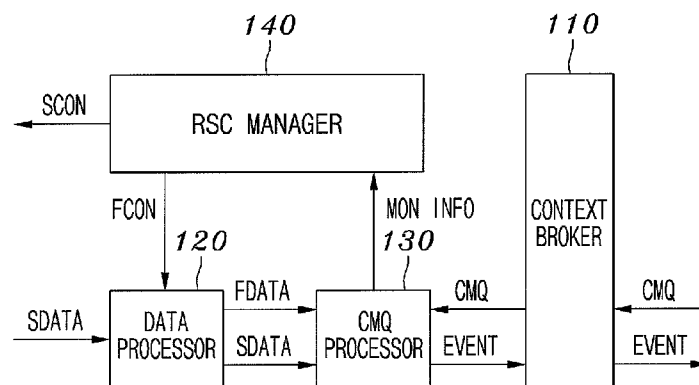 140
110
SCON
RSC MANAGER
FCON
MON INFO
CONTEXT
BROKER
120
130
FDATA
CMQ
CMQ
SDATA
DATA
PROCESSOR
SDATA
CMQ
PROCESSOR
EVENT
EVENT